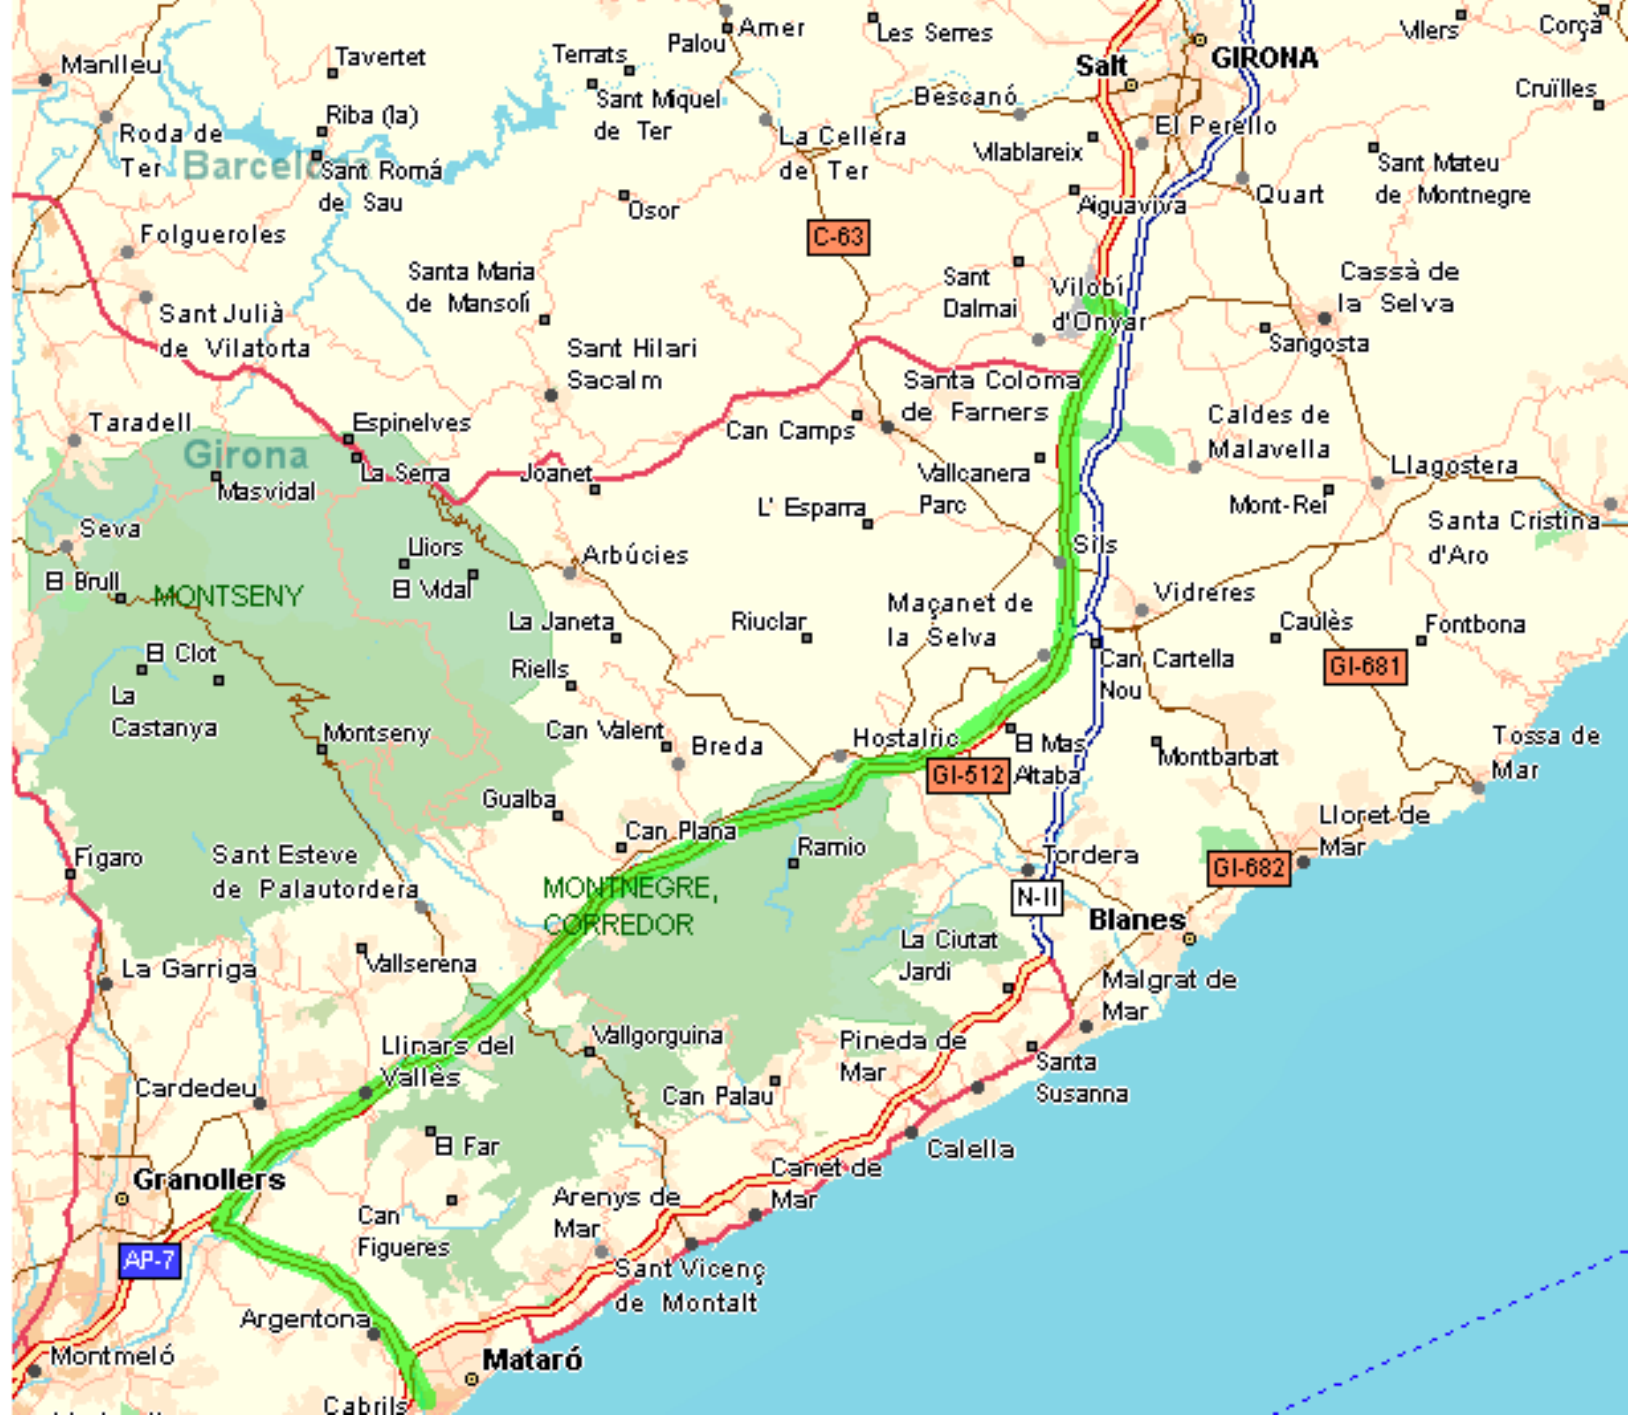 Manlleu
Tavertet
Terrats
Palou
Amer
Les Serres
Salt
GIRONA
Vilers
Corçà
Roda de
Ter
Riba (la)
Sant Miquel
de Ter
La Cellera
de Ter
Bescanó
El Perello
Cruïlles
Barcelona
Sant Romá
de Sau
Osor
Vilablareix
Aiguaviva
Quart
Sant Mateu
de Montnegre
Folgueroles
C-63
Santa Maria
de Mansolí
Sant
Dalmai
Vilobí
d'Onyar
Cassà de
la Selva
Sant Julià
de Vilatorta
Sant Hilari
Sacalm
Sangosta
Santa Coloma
de Farners
Taradell
Espinelves
Can Camps
Caldes de
Malavella
Girona
Masvidal
La Serra
Joanet
Vallcanera
Parc
Llagostera
Mont-Rei
L' Esparra
Santa Cristina
d'Aro
Seva
Lliors
Arbúcies
Sils
El Brull
MONTSENY
El Vidal
Vidreres
La Janeta
Riuclar
Maçanet de
la Selva
Caulès
Fontbona
El Clot
La
Castanya
Riells
Can Cartella
Nou
GI-681
Montseny
Can Valent
Breda
Hostalric
El Mas
Altaba
GI-512
Montbarbat
Tossa de
Mar
Gualba
Can Plana
Ramio
Lloret de
Mar
Figaro
Sant Esteve
de Palautordera
MONTNEGRE,
CORREDOR
Tordera
GI-682
N-II
Blanes
La Garriga
Vallserena
La Ciutat
Jardi
Malgrat de
Mar
Llinars del
Vallès
Vallgorguina
Pineda de
Mar
Santa
Susanna
Cardedeu
Can Palau
El Far
Calella
Granollers
Canet de
Mar
Can
Figueres
Arenys de
Mar
AP-7
Sant Vicenç
de Montalt
Argentona
Montmeló
Mataró
Cabrils